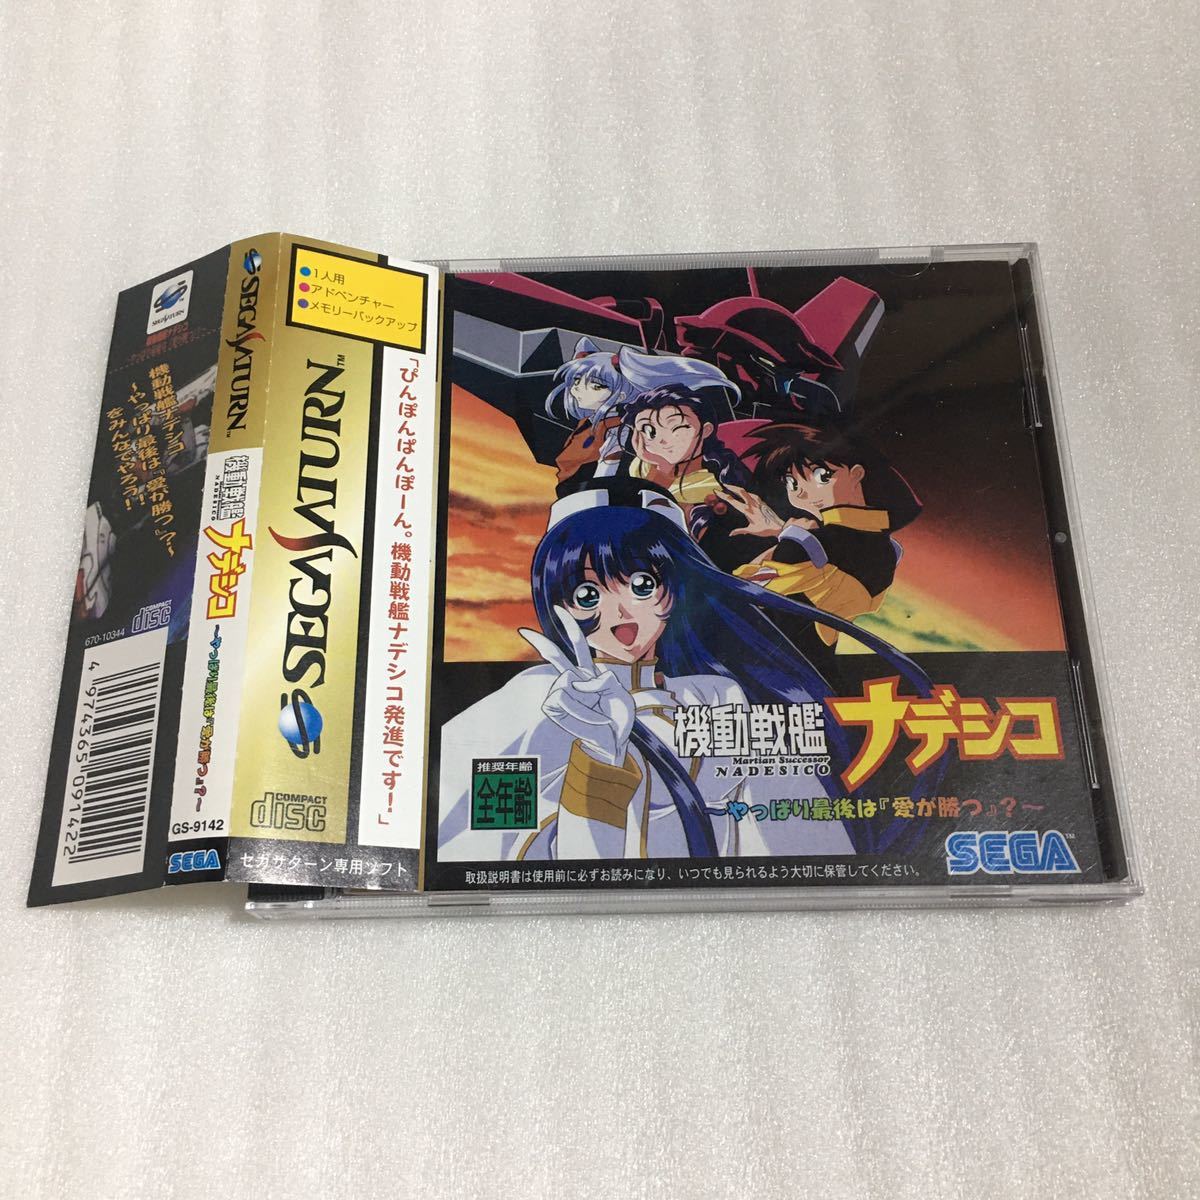 SEGA SATURN
機動戦艦ナデシコ
~やっぱり最後は『愛が勝つ』?~
をみんなでやろう!!
COMPACT
disc
670-10344
4 974365 091422
SEGA SATURN™
機動戦艦
Martian Successor
NADESICO
ナデシコ
~やっぱり最後は『愛が勝つ』?~
GS-9142
SEGA
●1人用
●アドベンチャー
●メモリーバックアップ
SEGA SATURN™
COMPACT
disc
セガサターン専用ソフト
「ぴんぽんぱんぽーん。機動戦艦ナデシコ発進です!」
機動戦艦
Martian Successor
NADESICO
ナデシコ
~やっぱり最後は『愛が勝つ』?~
推奨年齢
全年齢
SEGA™
取扱説明書は使用前に必ずお読みになり、いつでも見られるよう大切に保管してください。